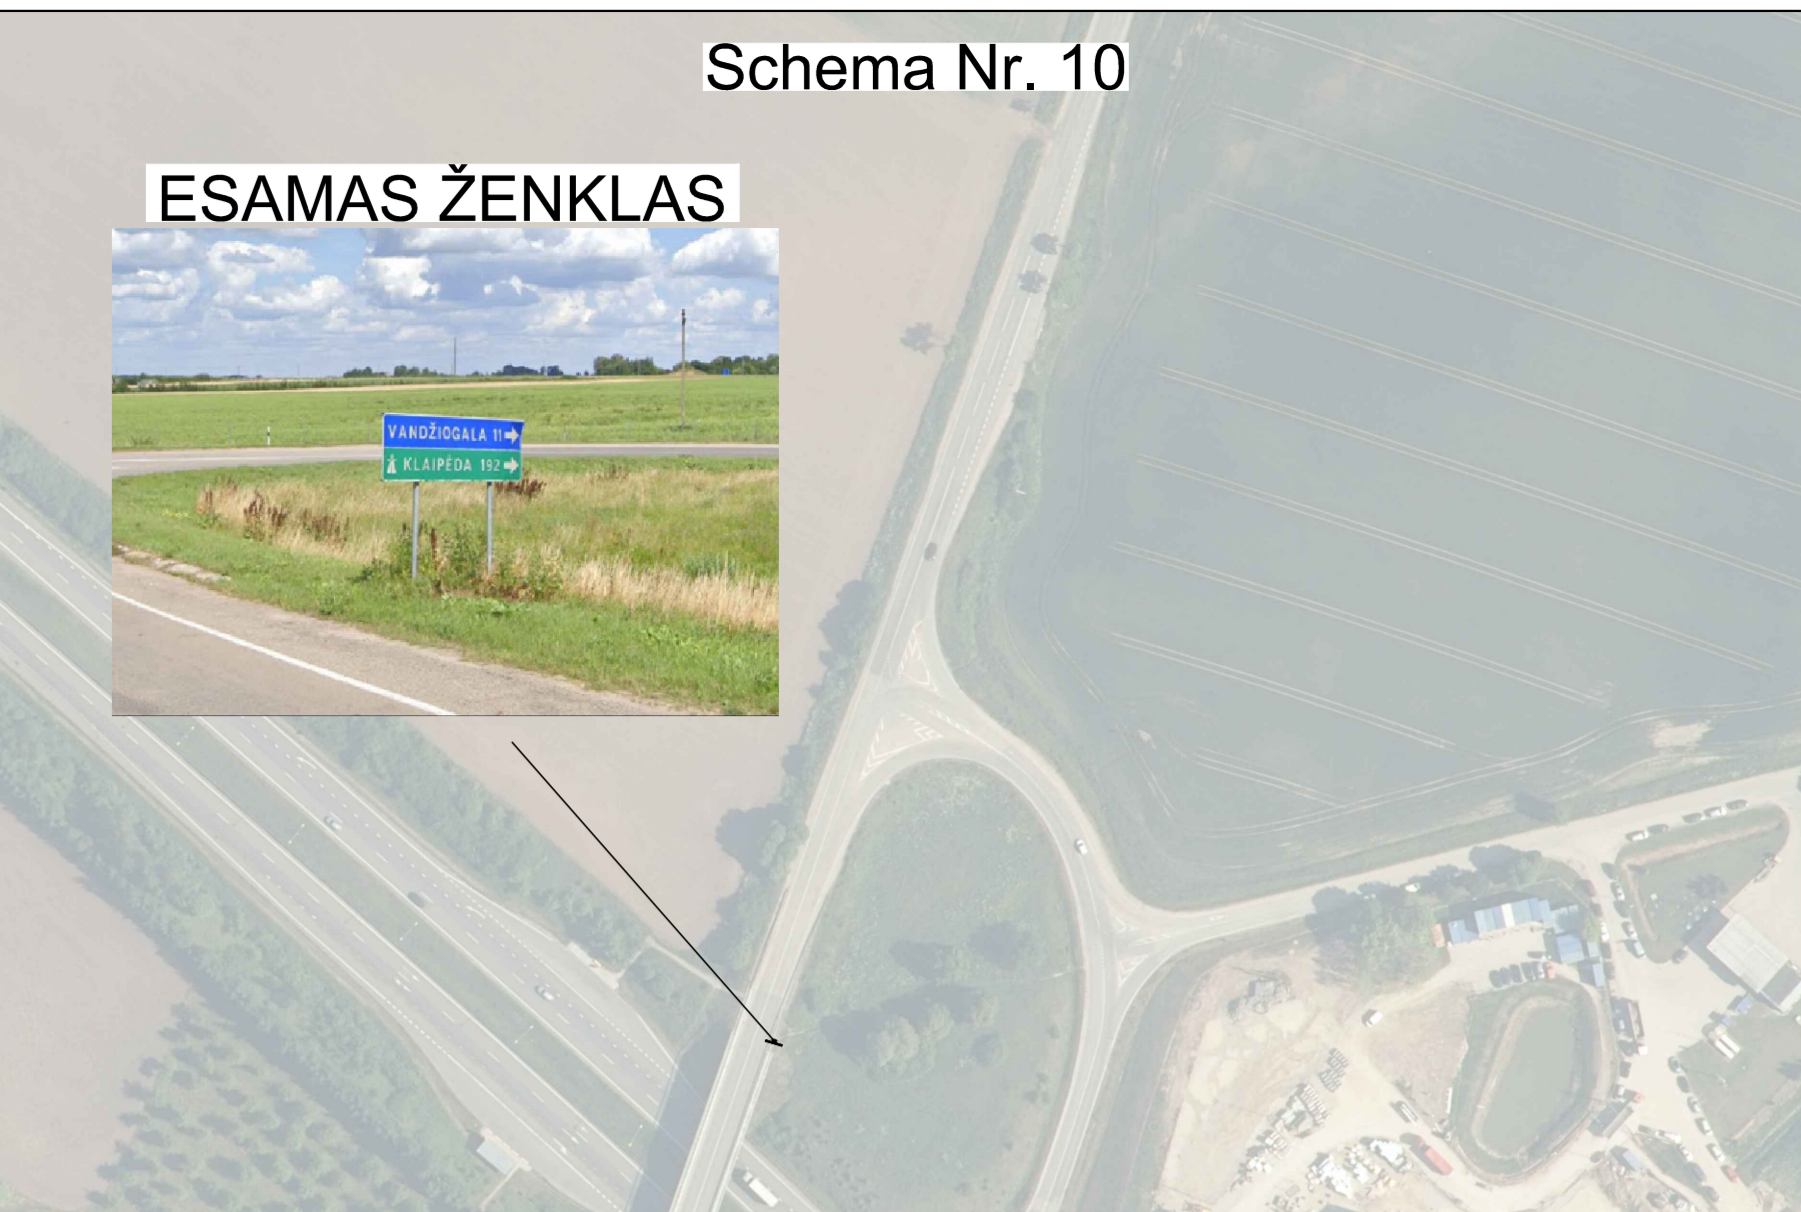 Schema Nr. 10
ESAMAS ŽENKLAS
VANDŽIOGALA 11
KLAIPĖDA 192